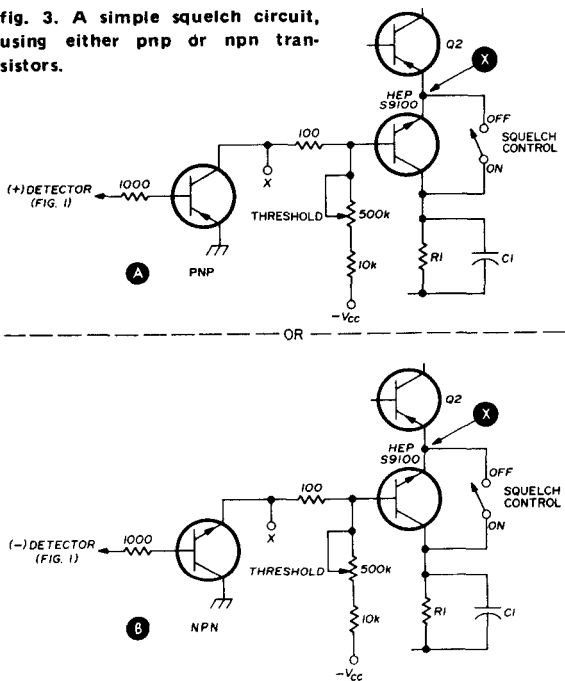 fig. 3. A simple squelch circuit,
using either pnp or npn tran-
sistors.
Q2
X
HEP
S9100
OFF
SQUELCH
CONTROL
ON
100
X
(+) DETECTOR
(FIG. 1)
1000
THRESHOLD
500k
10k
R1
C1
A
PNP
-VCC
OR
Q2
X
HEP
S9100
OFF
SQUELCH
CONTROL
ON
100
X
(-) DETECTOR
(FIG. 1)
1000
THRESHOLD
500k
10k
R1
C1
B
NPN
-VCC